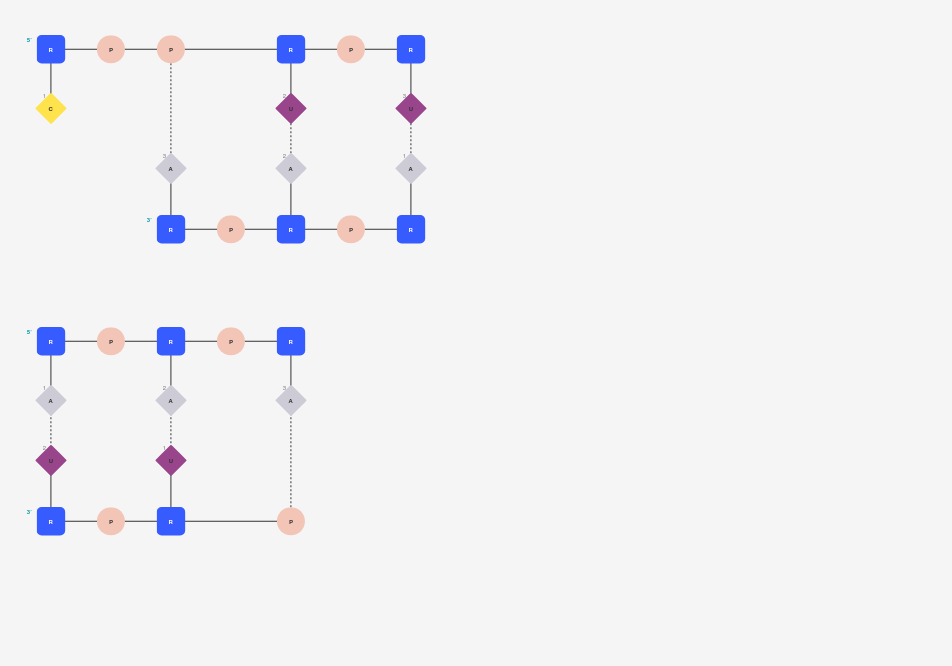 5' R P P R P R
1 2 3
C U U
3 2 1
A A A
3' R P R P R
5' R P R P R
1 2 3
A A A
2 1
U U
3' R P R P